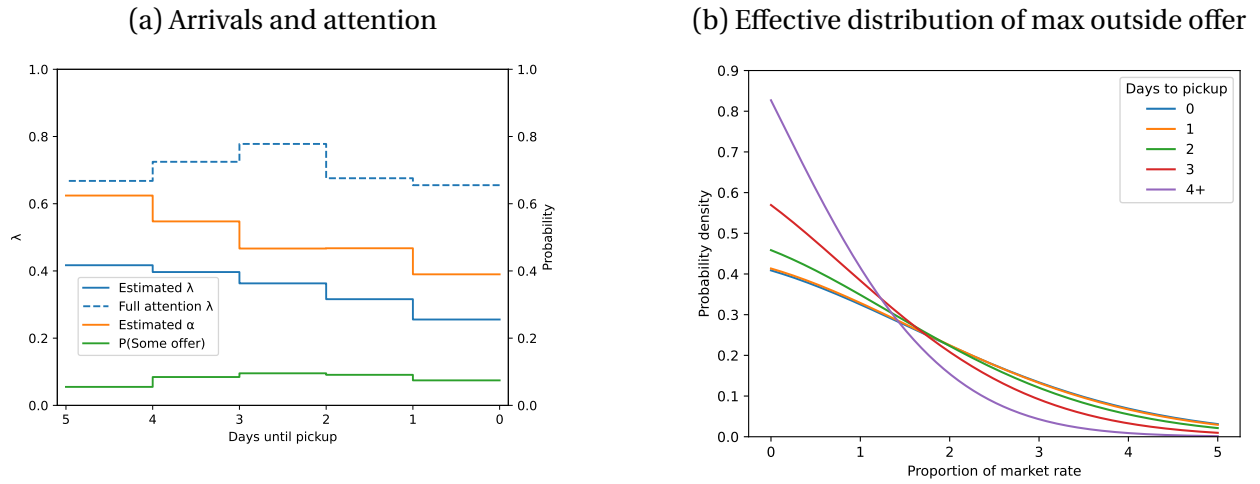 (a) Arrivals and attention
1.0
0.8
0.6
0.4
0.2
0.0
λ
1.0
0.8
0.6
0.4
0.2
0.0
Probability
Estimated λ
Full attention λ
Estimated α
P(Some offer)
5 4 3 2 1 0
Days until pickup
(b) Effective distribution of max outside offer
0.9
0.8
0.7
0.6
0.5
0.4
0.3
0.2
0.1
0.0
Probability density
Days to pickup
0
1
2
3
4+
0 1 2 3 4 5
Proportion of market rate